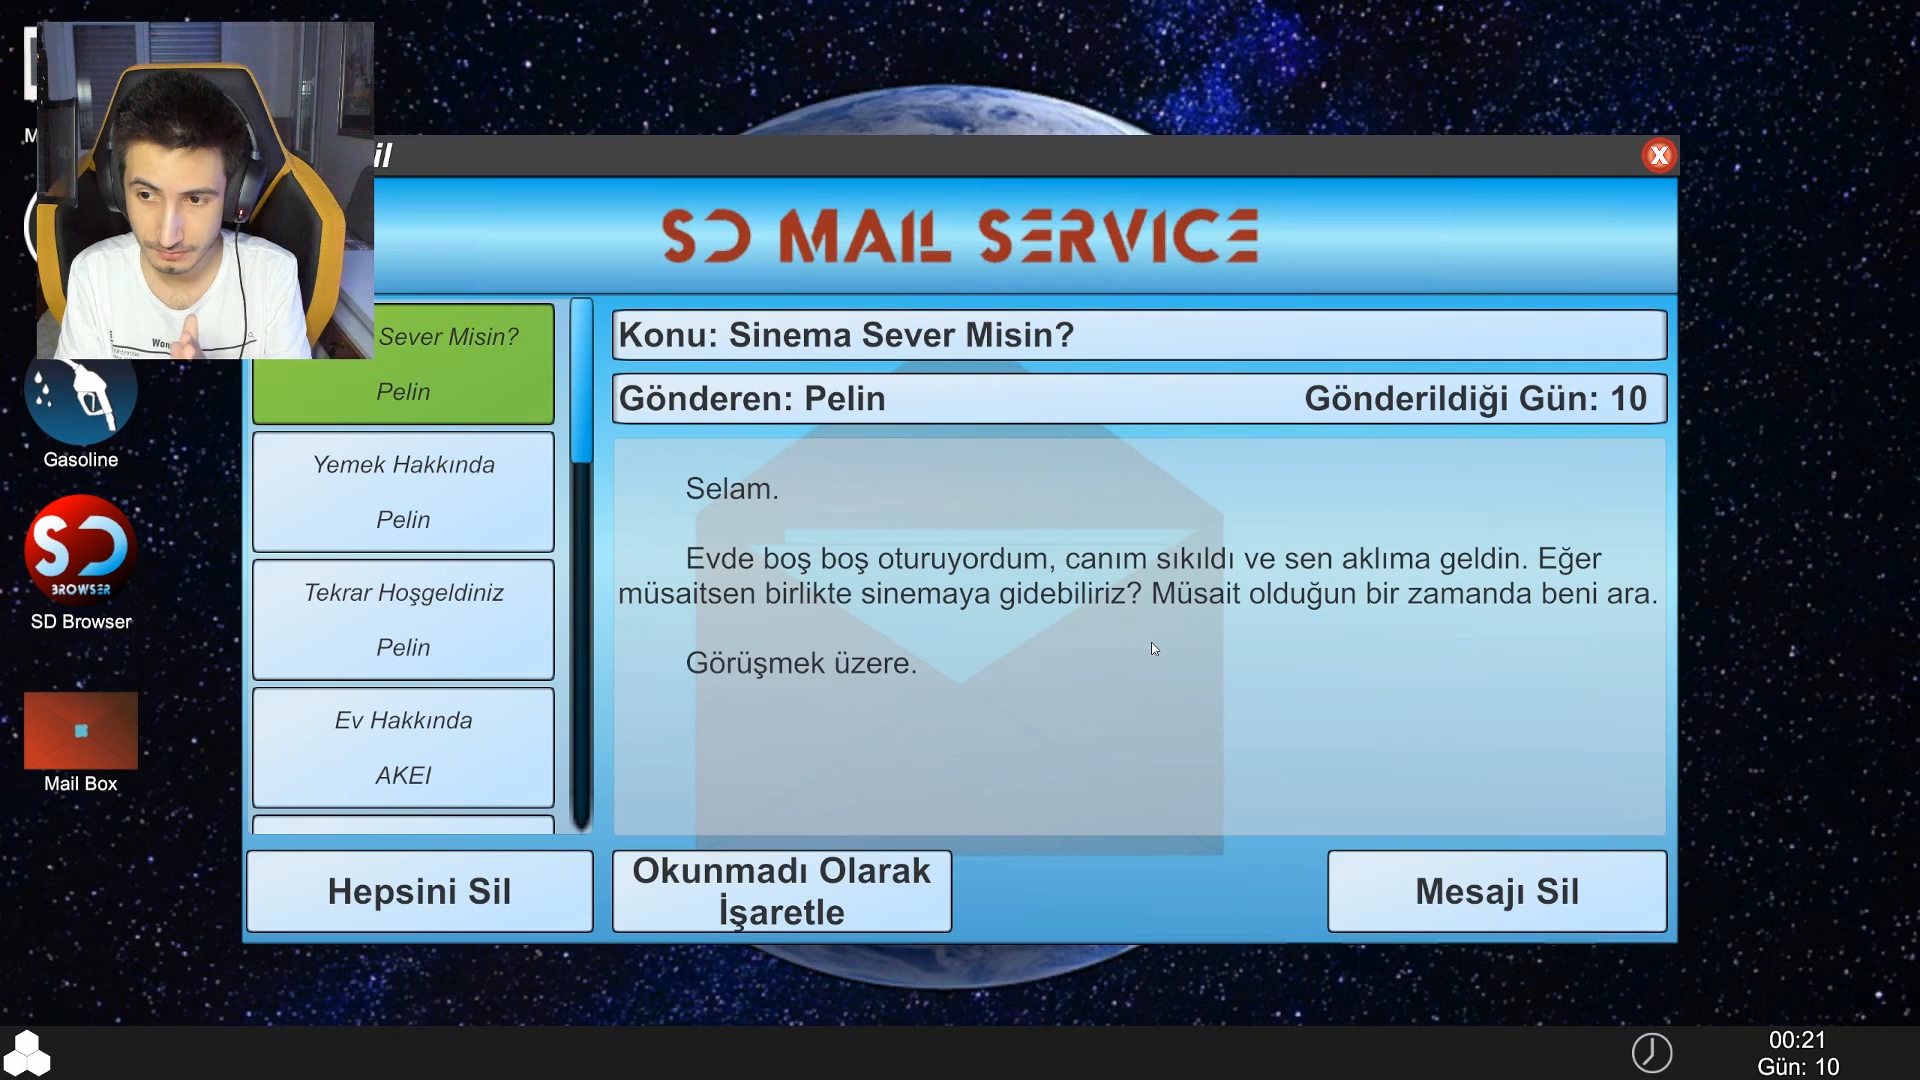 il
SD MAIL SERVICE
Sever Misin?
Pelin
Yemek Hakkında
Pelin
Tekrar Hoşgeldiniz
Pelin
Ev Hakkında
AKEI
Konu: Sinema Sever Misin?
Gönderen: Pelin
Gönderildiği Gün: 10
Selam.
Evde boş boş oturuyordum, canım sıkıldı ve sen aklıma geldin. Eğer
müsaitsen birlikte sinemaya gidebiliriz? Müsait olduğun bir zamanda beni ara.
Görüşmek üzere.
Hepsini Sil
Okunmadı Olarak
İşaretle
Mesajı Sil
M
Gasoline
SD
BROWSER
SD Browser
Mail Box
00:21
Gün: 10